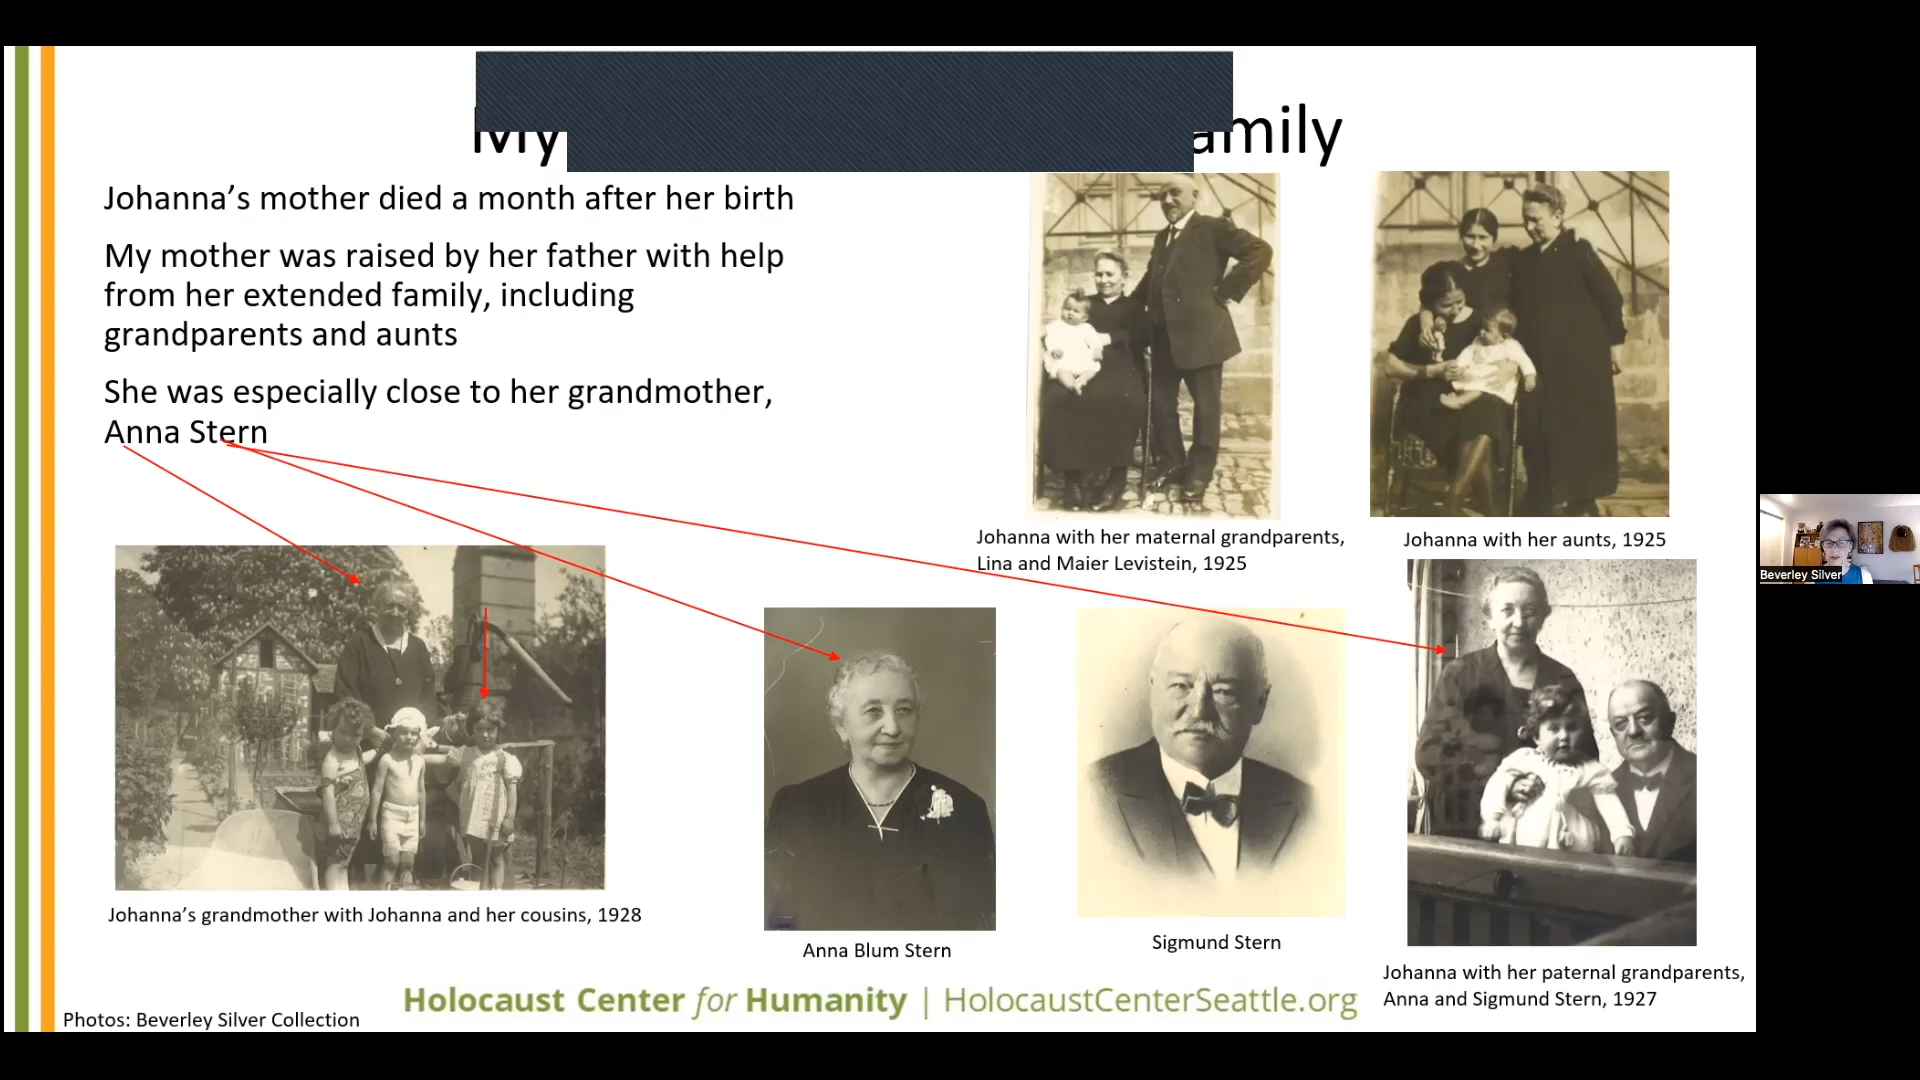 My amily
Johanna’s mother died a month after her birth
My mother was raised by her father with help
from her extended family, including
grandparents and aunts
She was especially close to her grandmother,
Anna Stern
Johanna with her maternal grandparents,
Lina and Maier Levistein, 1925
Johanna with her aunts, 1925
Beverley Silver
Johanna’s grandmother with Johanna and her cousins, 1928
Anna Blum Stern
Sigmund Stern
Johanna with her paternal grandparents,
Anna and Sigmund Stern, 1927
Holocaust Center for Humanity | HolocaustCenterSeattle.org
Photos: Beverley Silver Collection